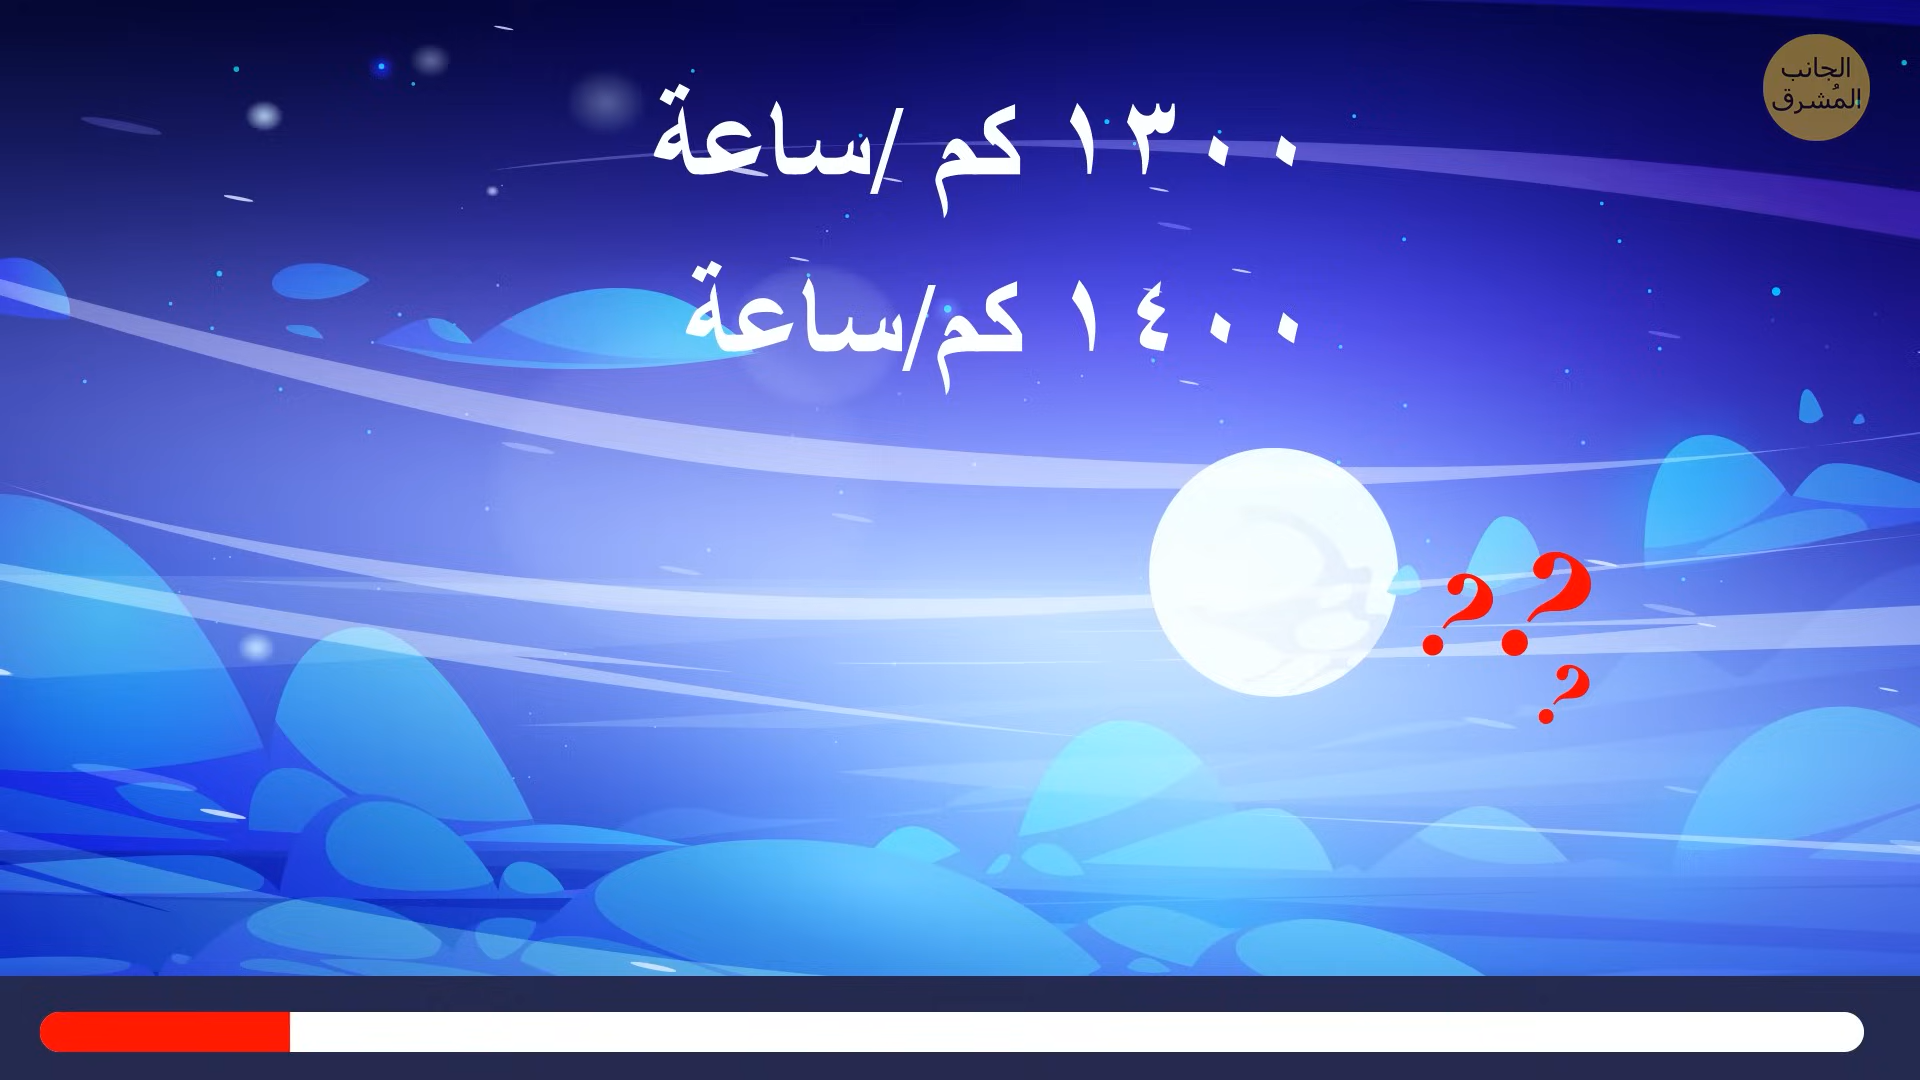 ١٣٠٠ كم /ساعة
١٤٠٠ كم/ساعة
الجانب
المُشرق
??
?